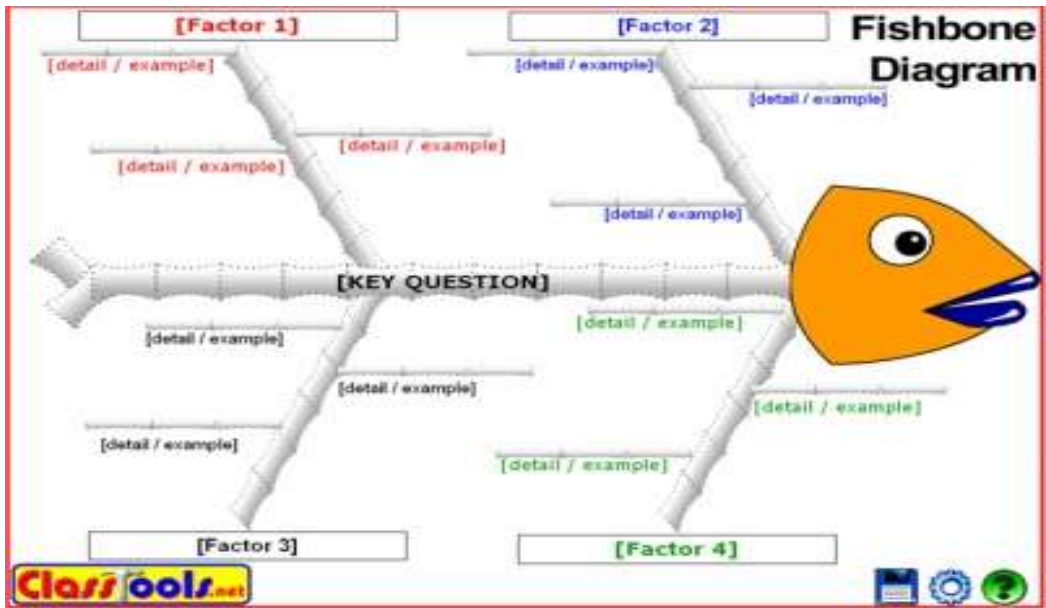 [Factor 1]
[Factor 2]
Fishbone
Diagram
[detail / example]
[detail / example]
[detail / example]
[detail / example]
[detail / example]
[detail / example]
[KEY QUESTION]
[detail / example]
[detail / example]
[detail / example]
[detail / example]
[detail / example]
[detail / example]
[Factor 3]
[Factor 4]
ClassTools.net
?